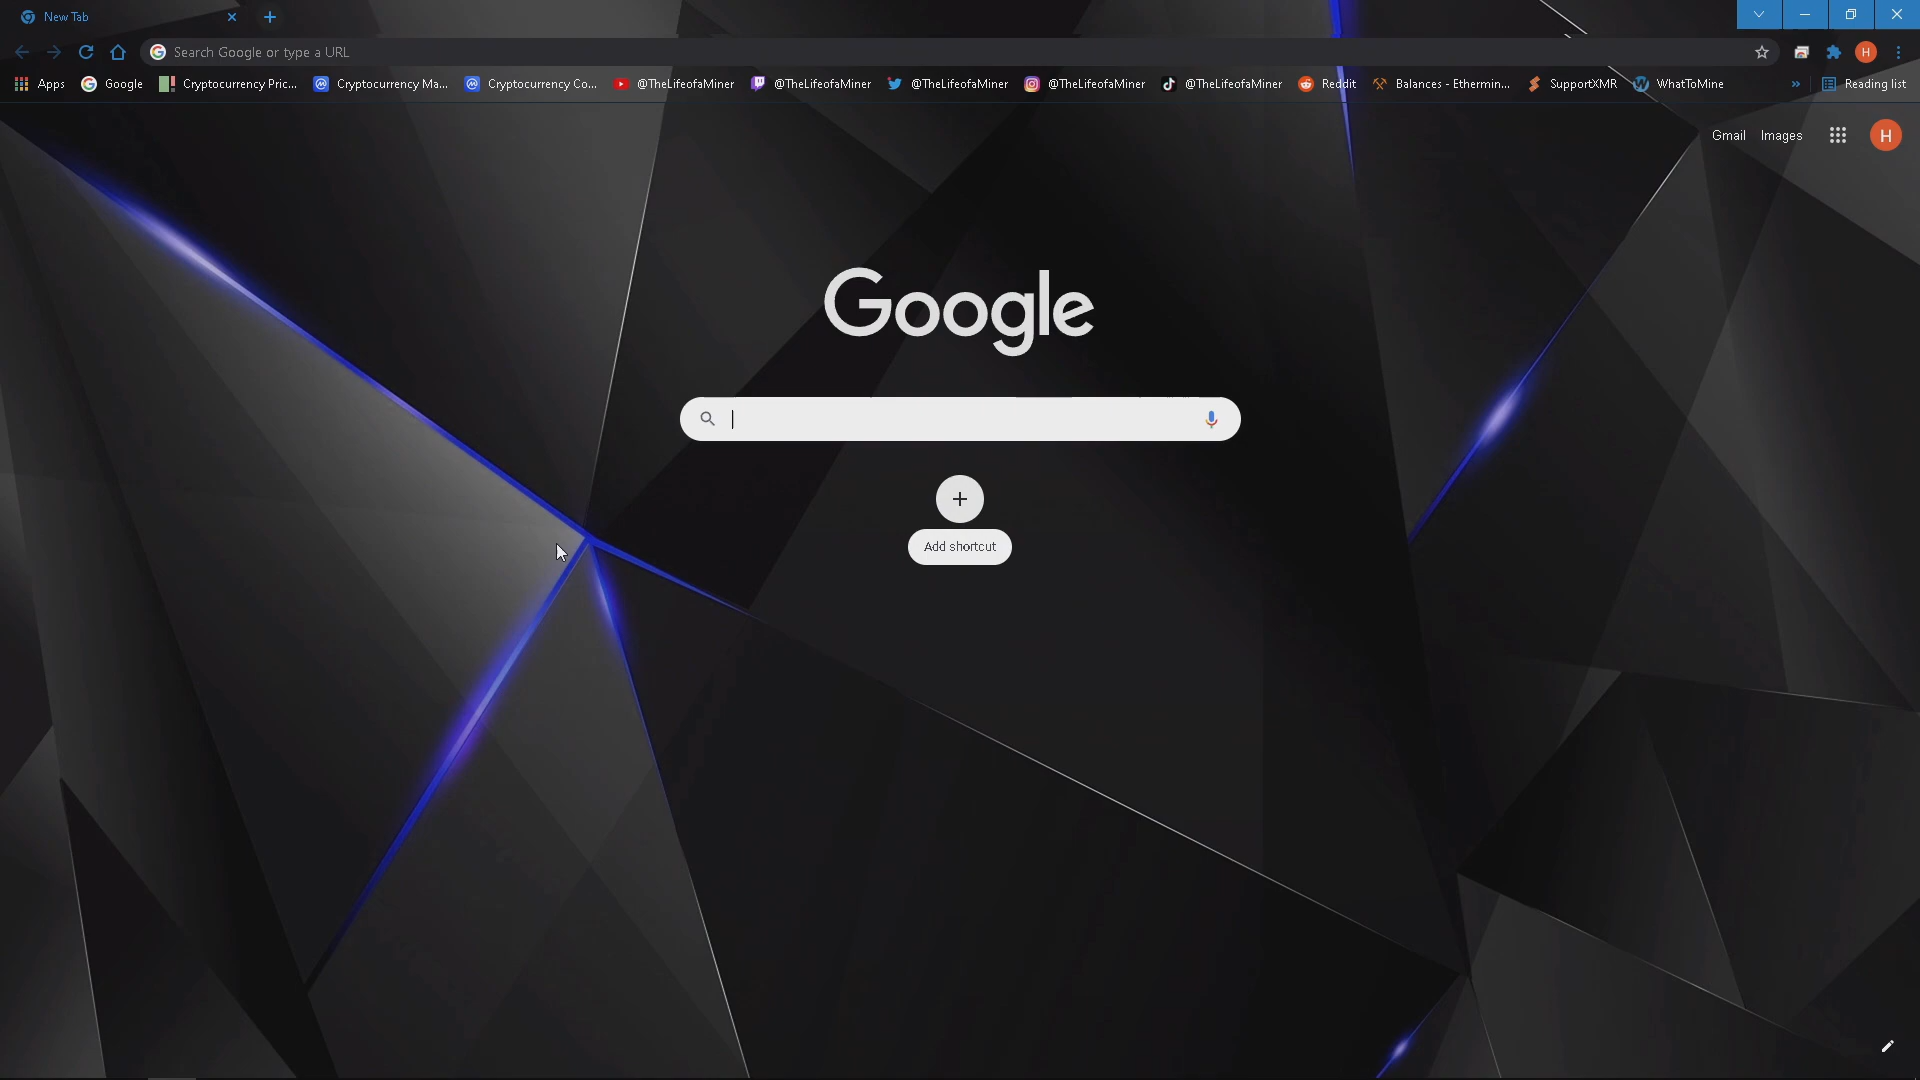 New Tab
Search Google or type a URL
H
Apps Google Cryptocurrency Pric... Cryptocurrency Ma... Cryptocurrency Co... @TheLifeofaMiner @TheLifeofaMiner @TheLifeofaMiner @TheLifeofaMiner @TheLifeofaMiner Reddit Balances - Ethermin... SupportXMR WhatToMine » Reading list
Gmail Images H
Google
Add shortcut